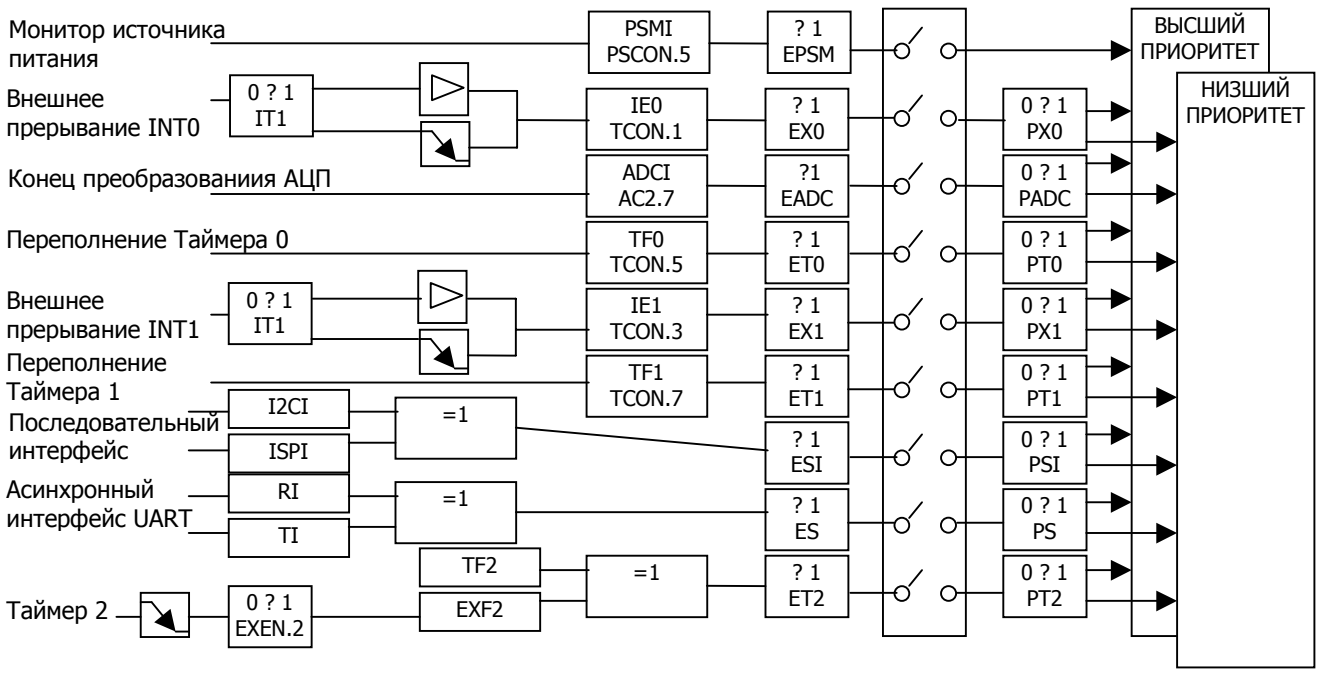 Монитор источника
питания
PSMI
PSCON.5
? 1
EPSM
ВЫСШИЙ
ПРИОРИТЕТ
НИЗШИЙ
ПРИОРИТЕТ
Внешнее
прерывание INT0
0 ? 1
IT1
IE0
TCON.1
? 1
EX0
0 ? 1
PX0
Конец преобразованиия АЦП
ADCI
AC2.7
?1
EADC
0 ? 1
PADC
Переполнение Таймера 0
TF0
TCON.5
? 1
ET0
0 ? 1
PT0
Внешнее
прерывание INT1
0 ? 1
IT1
IE1
TCON.3
? 1
EX1
0 ? 1
PX1
Переполнение
Таймера 1
TF1
TCON.7
? 1
ET1
0 ? 1
PT1
Последовательный
интерфейс
I2CI
ISPI
=1
? 1
ESI
0 ? 1
PSI
Асинхронный
интерфейс UART
RI
TI
=1
? 1
ES
0 ? 1
PS
Таймер 2
0 ? 1
EXEN.2
TF2
EXF2
=1
? 1
ET2
0 ? 1
PT2